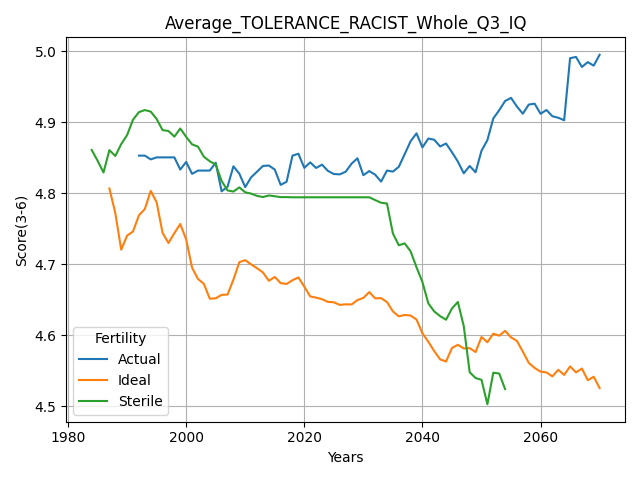 Average_TOLERANCE_RACIST_Whole_Q3_IQ
Score(3-6)
5.0
4.9
4.8
4.7
4.6
4.5
Fertility
Actual
Ideal
Sterile
1980
2000
2020
2040
2060
Years